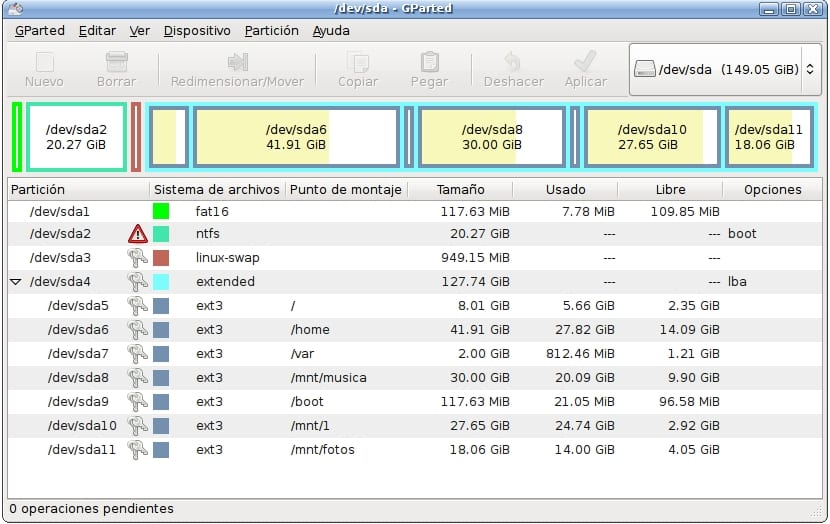 /dev/sda - GParted
GParted Editar Ver Dispositivo Partición Ayuda
Nuevo Borrar Redimensionar/Mover Copiar Pegar Deshacer Aplicar /dev/sda (149.05 GiB)
/dev/sda2 /dev/sda6 /dev/sda8 /dev/sda10 /dev/sda11
20.27 GiB 41.91 GiB 30.00 GiB 27.65 GiB 18.06 GiB
Partición Sistema de archivos Punto de montaje Tamaño Usado Libre Opciones
/dev/sda1 fat16 117.63 MiB 7.78 MiB 109.85 MiB
/dev/sda2 ntfs 20.27 GiB --- --- boot
/dev/sda3 linux-swap 949.15 MiB --- ---
/dev/sda4 extended 127.74 GiB --- --- lba
/dev/sda5 ext3 / 8.01 GiB 5.66 GiB 2.35 GiB
/dev/sda6 ext3 /home 41.91 GiB 27.82 GiB 14.09 GiB
/dev/sda7 ext3 /var 2.00 GiB 812.46 MiB 1.21 GiB
/dev/sda8 ext3 /mnt/musica 30.00 GiB 20.09 GiB 9.90 GiB
/dev/sda9 ext3 /boot 117.63 MiB 21.05 MiB 96.58 MiB
/dev/sda10 ext3 /mnt/1 27.65 GiB 24.74 GiB 2.92 GiB
/dev/sda11 ext3 /mnt/fotos 18.06 GiB 14.00 GiB 4.05 GiB
0 operaciones pendientes